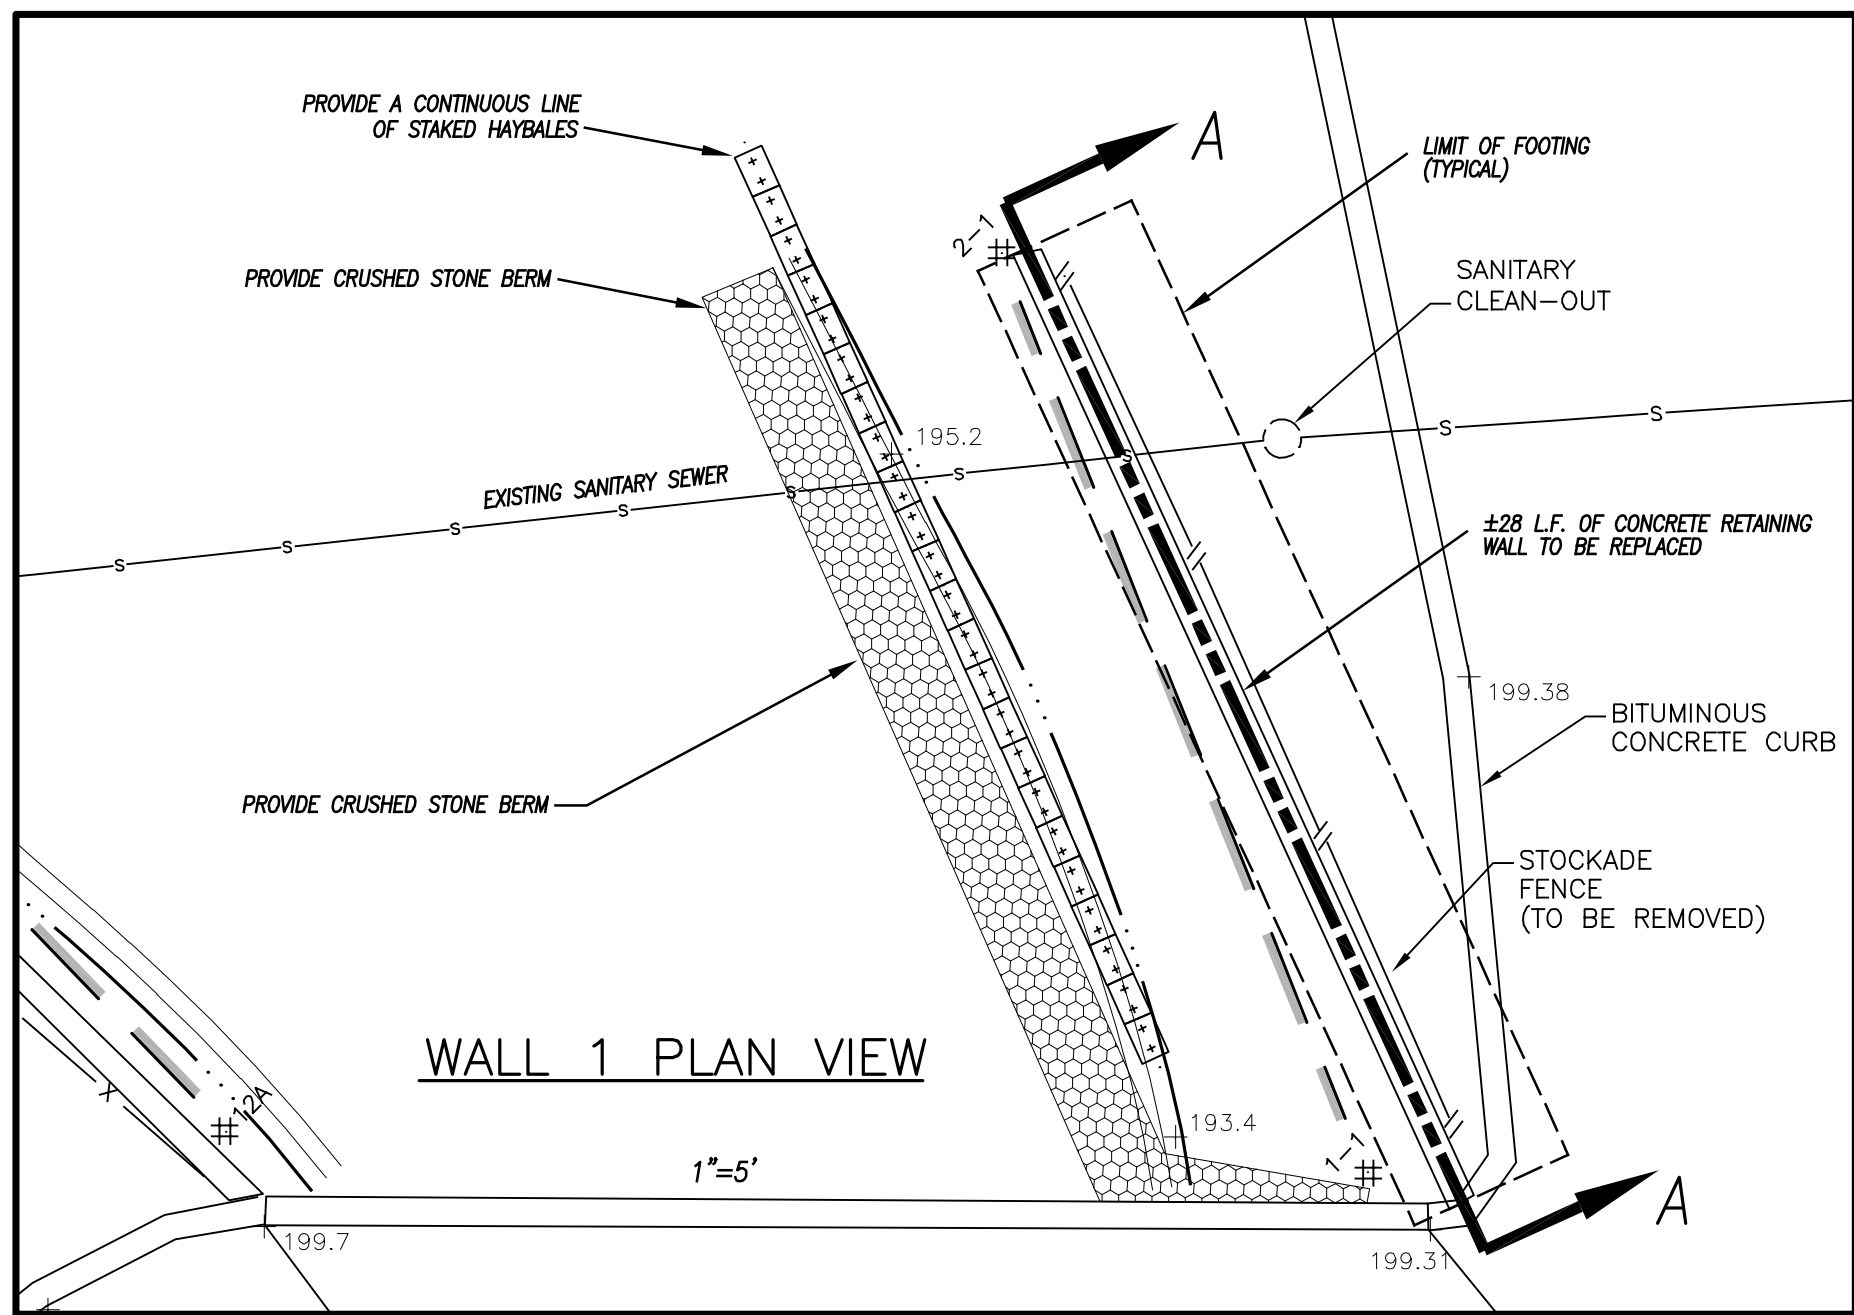 PROVIDE A CONTINUOUS LINE
OF STAKED HAYBALES
A
LIMIT OF FOOTING
(TYPICAL)
2-1
PROVIDE CRUSHED STONE BERM
SANITARY
CLEAN-OUT
195.2
S
S
S
S
S
S
S
S
S
EXISTING SANITARY SEWER
±28 L.F. OF CONCRETE RETAINING
WALL TO BE REPLACED
199.38
BITUMINOUS
CONCRETE CURB
PROVIDE CRUSHED STONE BERM
STOCKADE
FENCE
(TO BE REMOVED)
WALL 1 PLAN VIEW
X
12A
193.4
1"=5'
1-1
A
199.7
199.31